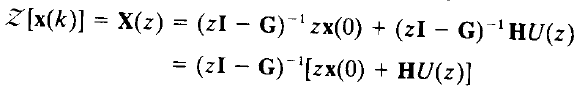 𝒵[𝐱(k)] = 𝐗(z) = (z𝐈 − 𝐆)⁻¹z𝐱(0) + (z𝐈 − 𝐆)⁻¹𝐇U(z)
= (z𝐈 − 𝐆)⁻¹[z𝐱(0) + 𝐇U(z)]